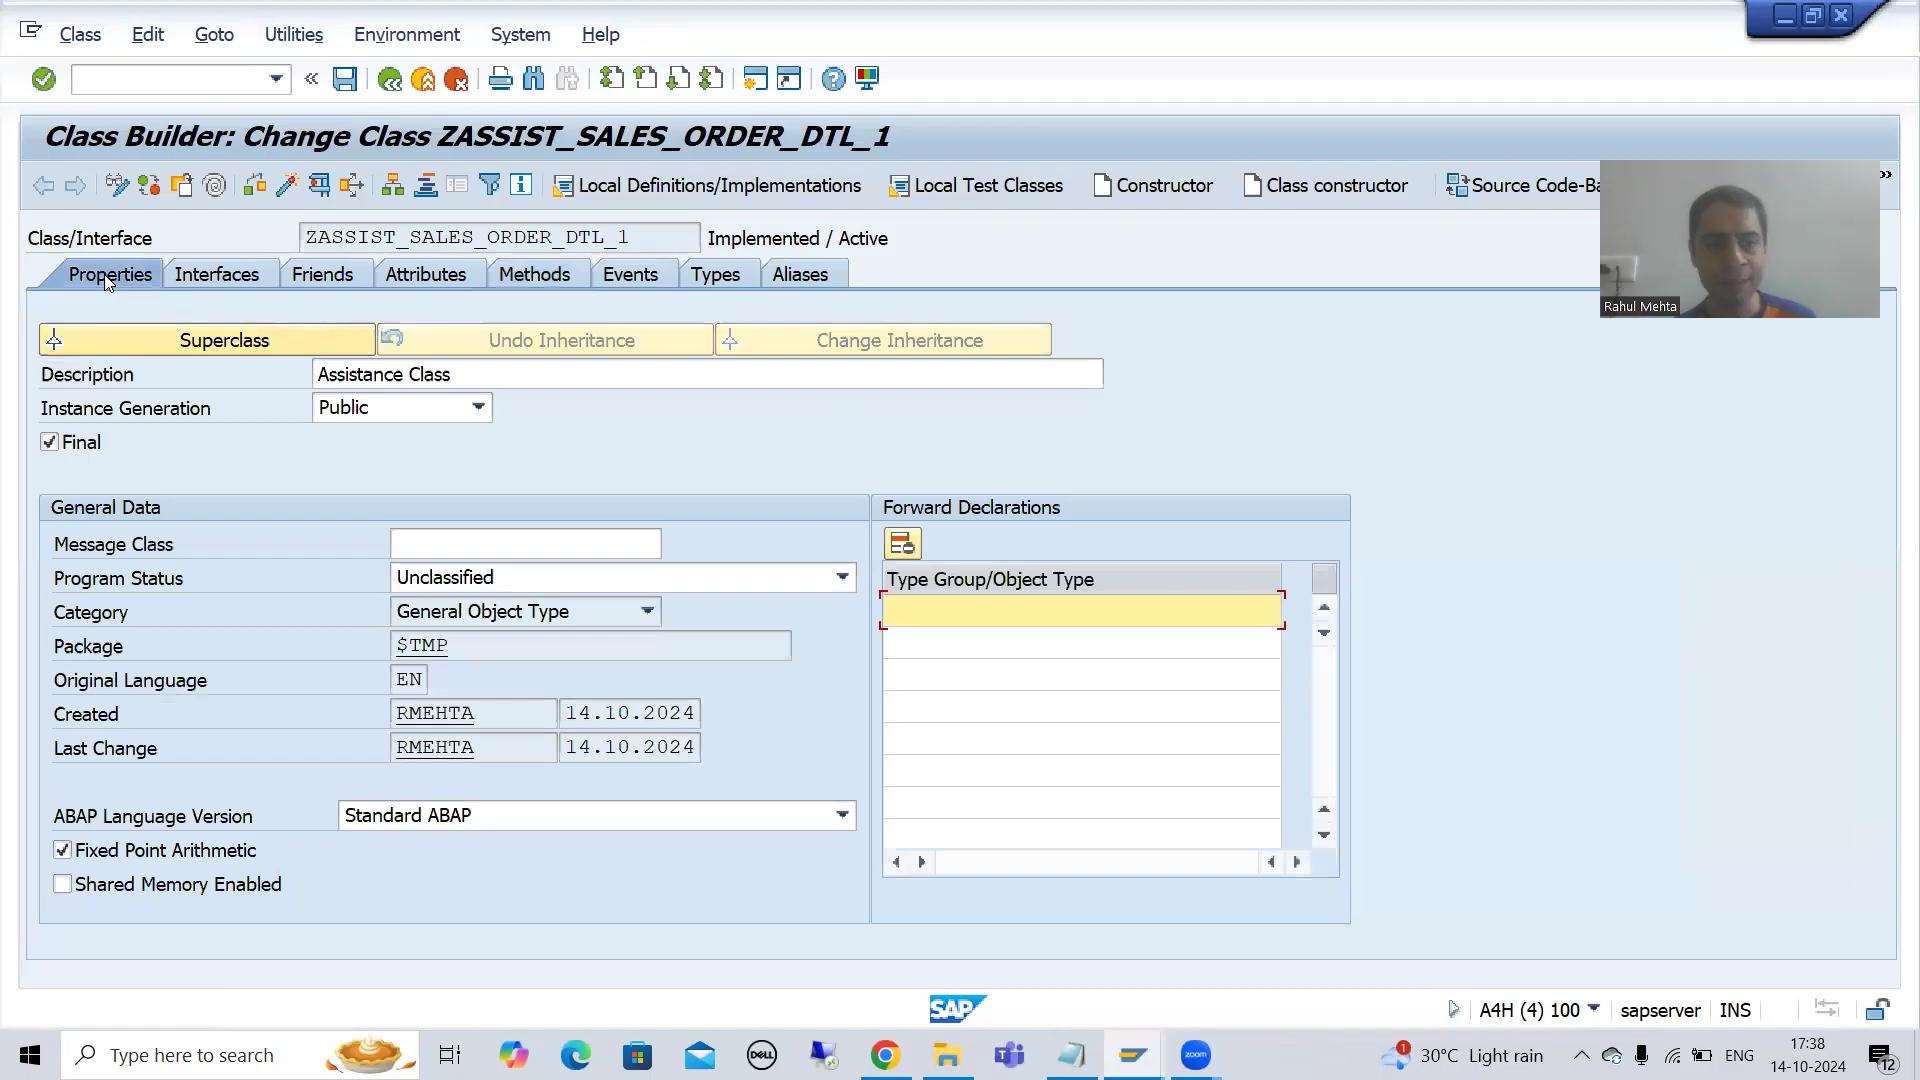 Class Edit Goto Utilities Environment System Help
Class Builder: Change Class ZASSIST_SALES_ORDER_DTL_1
Local Definitions/Implementations Local Test Classes Constructor Class constructor Source Code-Ba
Class/Interface ZASSIST_SALES_ORDER_DTL_1 Implemented / Active
Properties Interfaces Friends Attributes Methods Events Types Aliases
Rahul Mehta
Superclass Undo Inheritance Change Inheritance
Description Assistance Class
Instance Generation Public
Final
General Data Forward Declarations
Message Class
Program Status Unclassified
Type Group/Object Type
Category General Object Type
Package $TMP
Original Language EN
Created RMEHTA 14.10.2024
Last Change RMEHTA 14.10.2024
ABAP Language Version Standard ABAP
Fixed Point Arithmetic
Shared Memory Enabled
SAP A4H (4) 100 sapserver INS
Type here to search DELL zoom 1 30°C Light rain ENG 17:38
14-10-2024 12